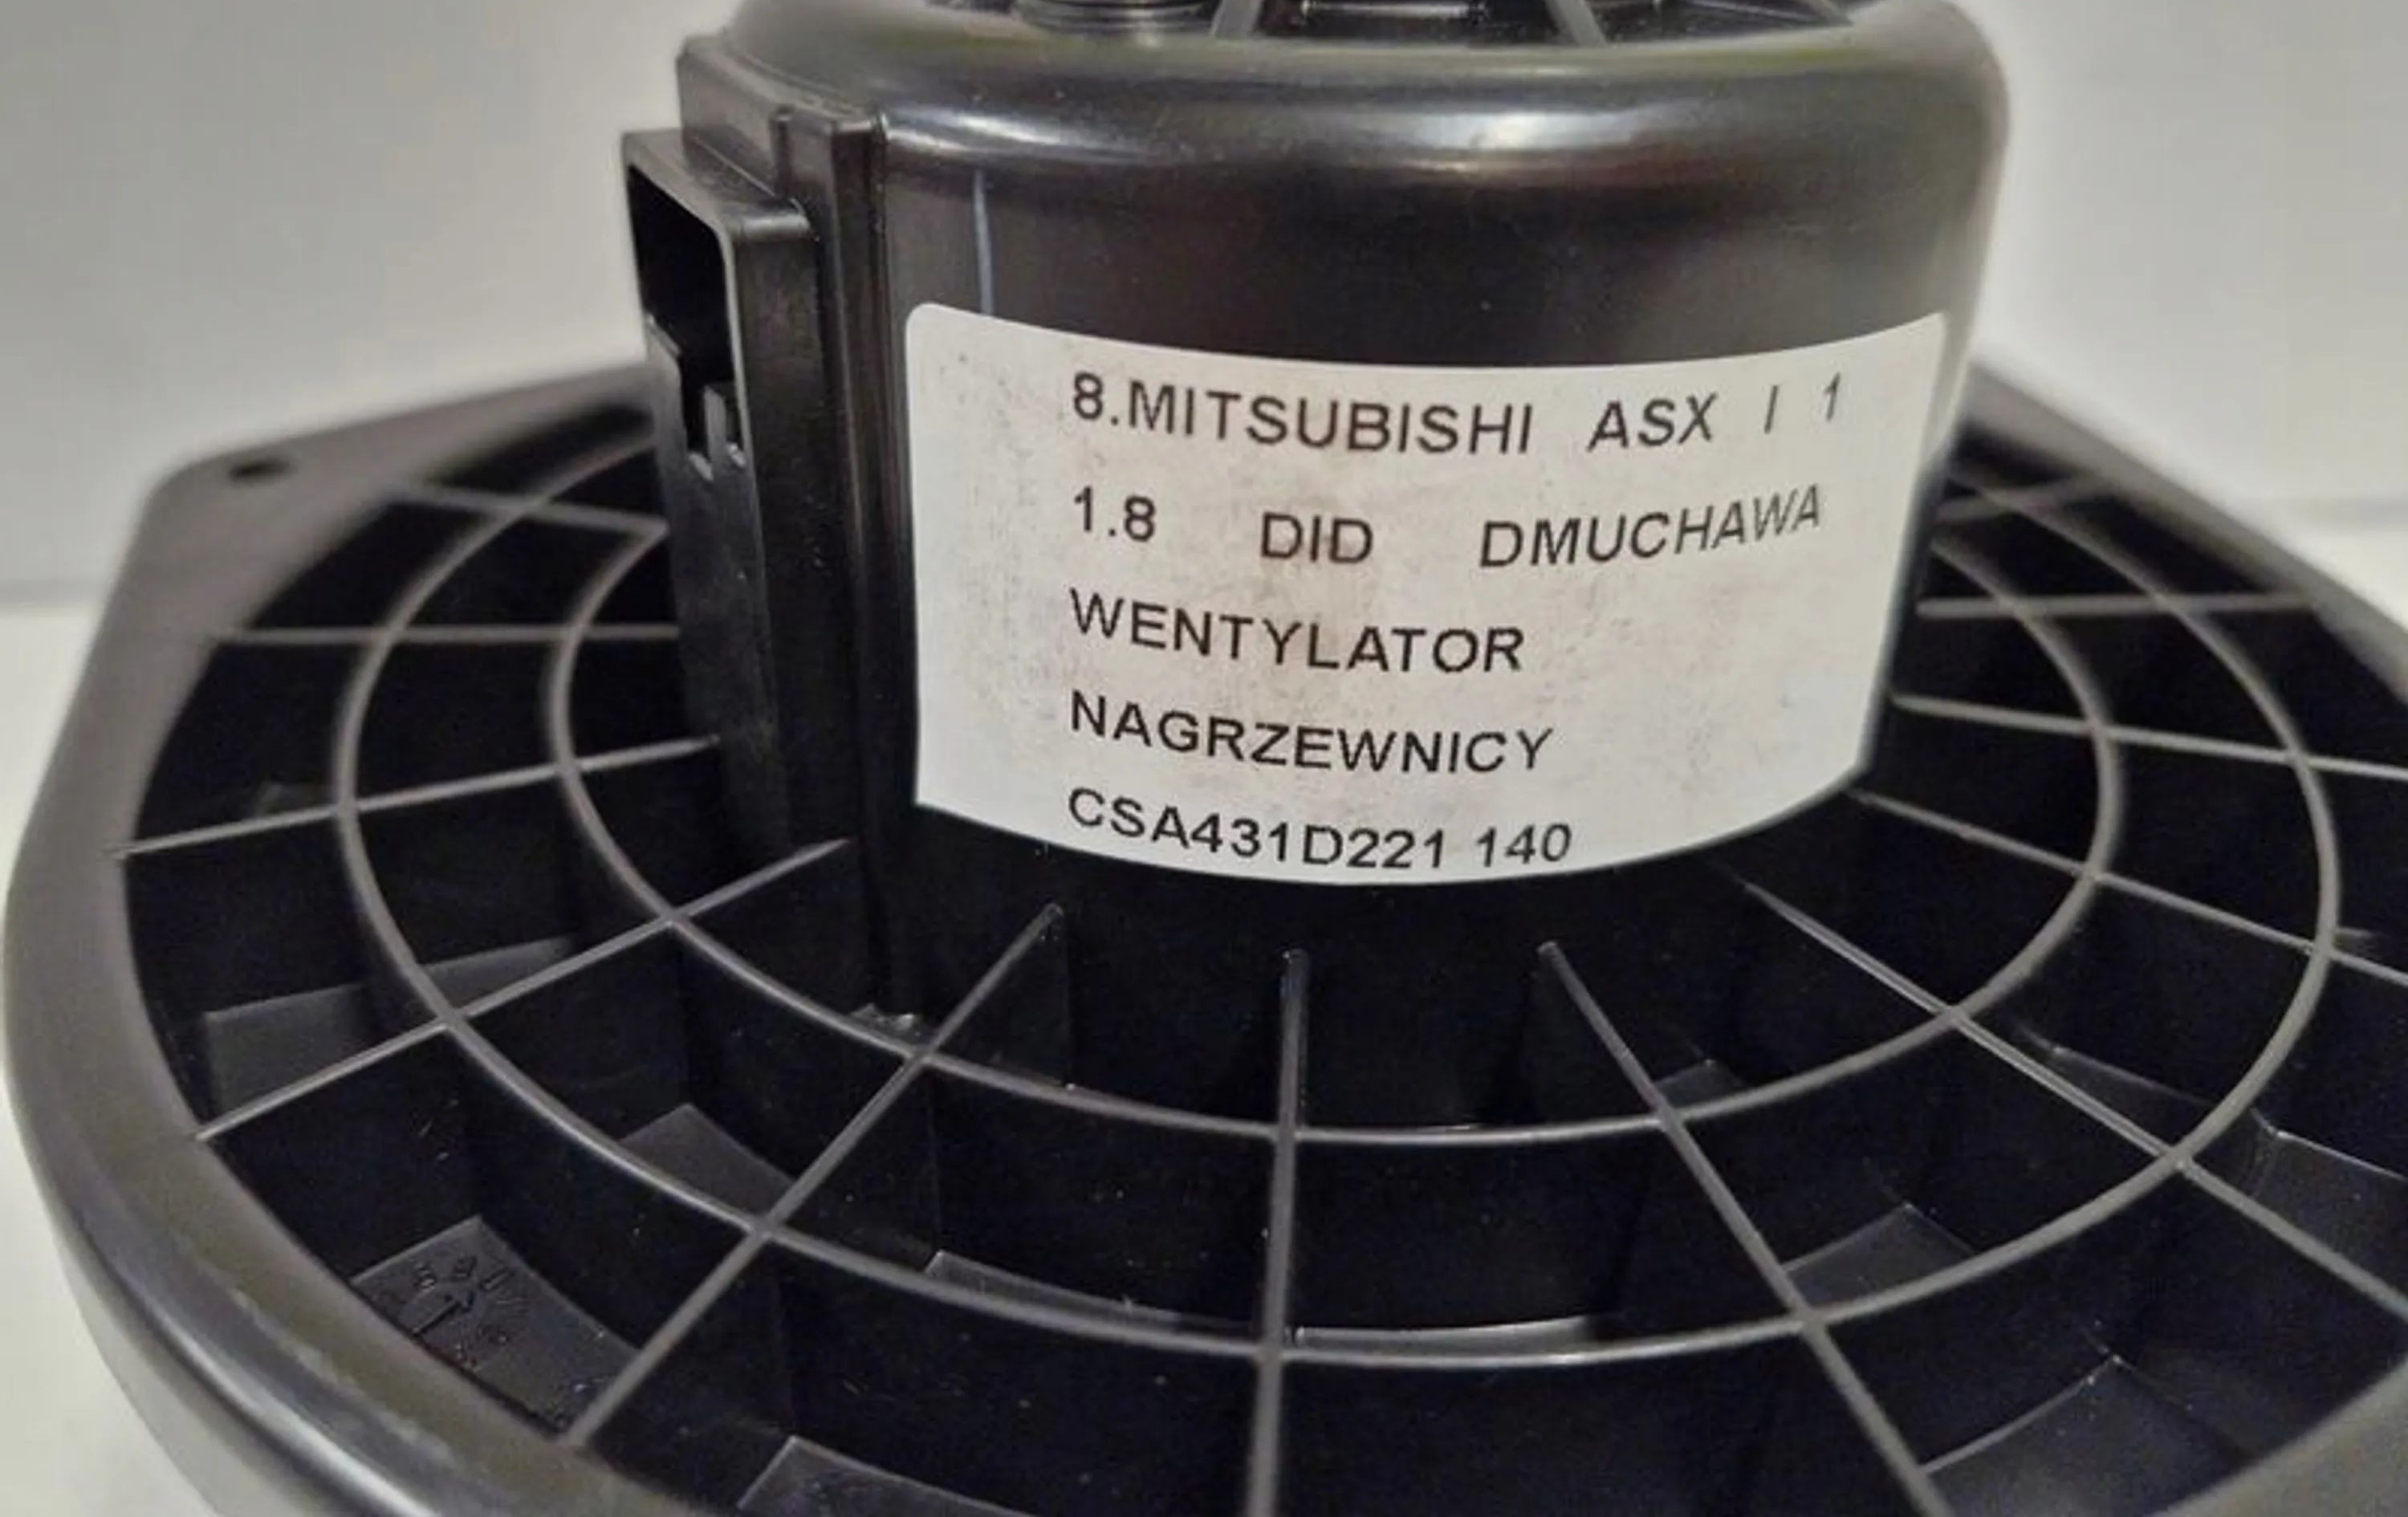 8.MITSUBISHI ASX I 1
1.8 DID DMUCHAWA
WENTYLATOR
NAGRZEWNICY
CSA431D221 140